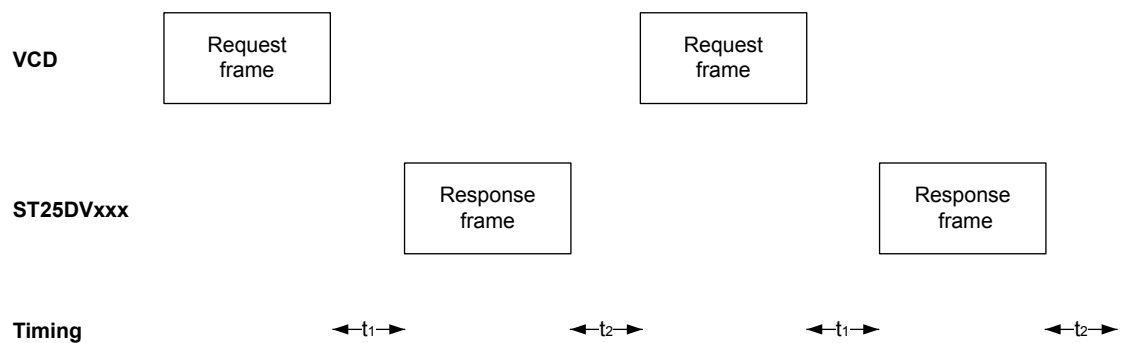 VCD
Request
frame
Request
frame
ST25DVxxx
Response
frame
Response
frame
Timing
t1
t2
t1
t2